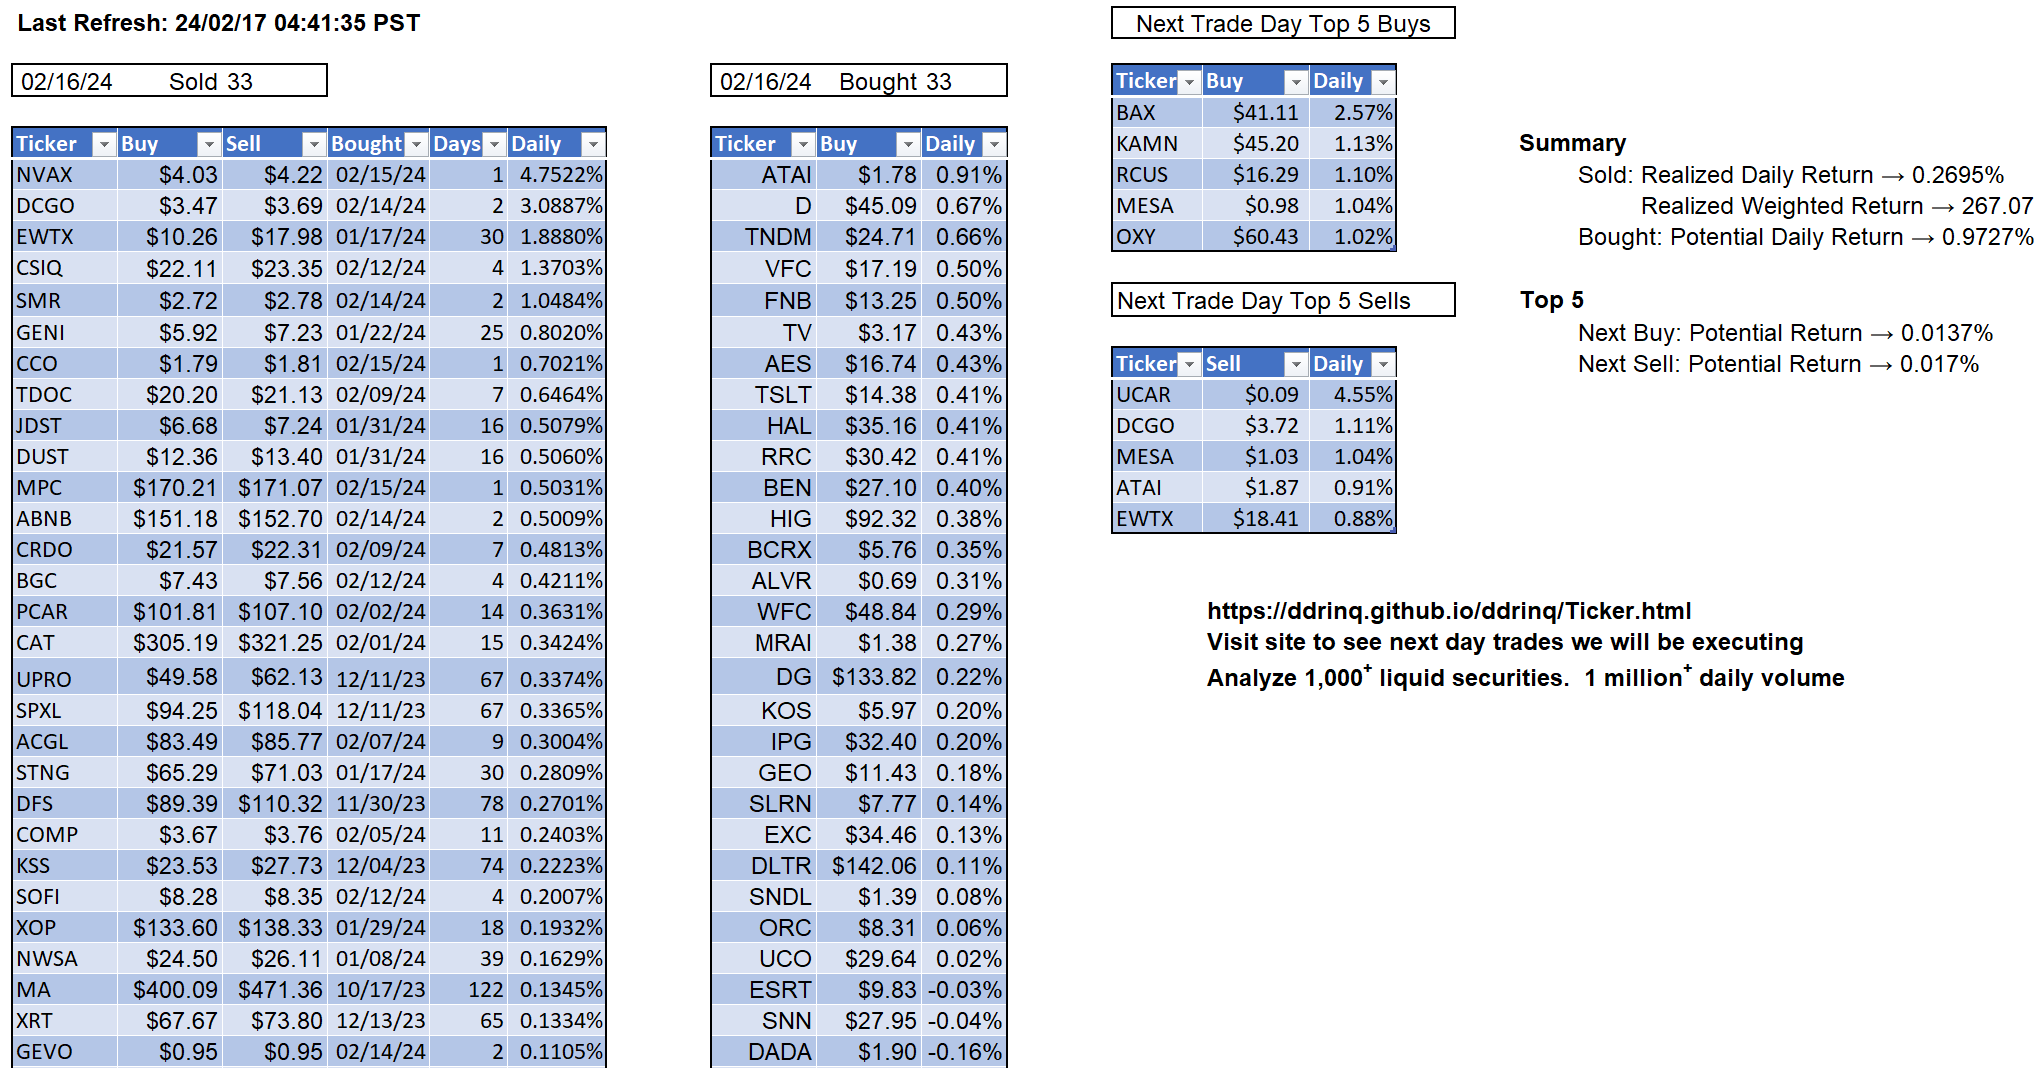 Last Refresh: 24/02/17 04:41:35 PST
02/16/24 Sold 33
Ticker Buy Sell Bought Days Daily
NVAX $4.03 $4.22 02/15/24 1 4.7522%
DCGO $3.47 $3.69 02/14/24 2 3.0887%
EWTX $10.26 $17.98 01/17/24 30 1.8880%
CSIQ $22.11 $23.35 02/12/24 4 1.3703%
SMR $2.72 $2.78 02/14/24 2 1.0484%
GENI $5.92 $7.23 01/22/24 25 0.8020%
CCO $1.79 $1.81 02/15/24 1 0.7021%
TDOC $20.20 $21.13 02/09/24 7 0.6464%
JDST $6.68 $7.24 01/31/24 16 0.5079%
DUST $12.36 $13.40 01/31/24 16 0.5060%
MPC $170.21 $171.07 02/15/24 1 0.5031%
ABNB $151.18 $152.70 02/14/24 2 0.5009%
CRDO $21.57 $22.31 02/09/24 7 0.4813%
BGC $7.43 $7.56 02/12/24 4 0.4211%
PCAR $101.81 $107.10 02/02/24 14 0.3631%
CAT $305.19 $321.25 02/01/24 15 0.3424%
UPRO $49.58 $62.13 12/11/23 67 0.3374%
SPXL $94.25 $118.04 12/11/23 67 0.3365%
ACGL $83.49 $85.77 02/07/24 9 0.3004%
STNG $65.29 $71.03 01/17/24 30 0.2809%
DFS $89.39 $110.32 11/30/23 78 0.2701%
COMP $3.67 $3.76 02/05/24 11 0.2403%
KSS $23.53 $27.73 12/04/23 74 0.2223%
SOFI $8.28 $8.35 02/12/24 4 0.2007%
XOP $133.60 $138.33 01/29/24 18 0.1932%
NWSA $24.50 $26.11 01/08/24 39 0.1629%
MA $400.09 $471.36 10/17/23 122 0.1345%
XRT $67.67 $73.80 12/13/23 65 0.1334%
GEVO $0.95 $0.95 02/14/24 2 0.1105%
02/16/24 Bought 33
Ticker Buy Daily
ATAI $1.78 0.91%
D $45.09 0.67%
TNDM $24.71 0.66%
VFC $17.19 0.50%
FNB $13.25 0.50%
TV $3.17 0.43%
AES $16.74 0.43%
TSLT $14.38 0.41%
HAL $35.16 0.41%
RRC $30.42 0.41%
BEN $27.10 0.40%
HIG $92.32 0.38%
BCRX $5.76 0.35%
ALVR $0.69 0.31%
WFC $48.84 0.29%
MRAI $1.38 0.27%
DG $133.82 0.22%
KOS $5.97 0.20%
IPG $32.40 0.20%
GEO $11.43 0.18%
SLRN $7.77 0.14%
EXC $34.46 0.13%
DLTR $142.06 0.11%
SNDL $1.39 0.08%
ORC $8.31 0.06%
UCO $29.64 0.02%
ESRT $9.83 -0.03%
SNN $27.95 -0.04%
DADA $1.90 -0.16%
Next Trade Day Top 5 Buys
Ticker Buy Daily
BAX $41.11 2.57%
KAMN $45.20 1.13%
RCUS $16.29 1.10%
MESA $0.98 1.04%
OXY $60.43 1.02%
Next Trade Day Top 5 Sells
Ticker Sell Daily
UCAR $0.09 4.55%
DCGO $3.72 1.11%
MESA $1.03 1.04%
ATAI $1.87 0.91%
EWTX $18.41 0.88%
Summary
Sold: Realized Daily Return → 0.2695%
Realized Weighted Return → 267.07
Bought: Potential Daily Return → 0.9727%
Top 5
Next Buy: Potential Return → 0.0137%
Next Sell: Potential Return → 0.017%
https://ddrinq.github.io/ddrinq/Ticker.html
Visit site to see next day trades we will be executing
Analyze 1,000+ liquid securities. 1 million+ daily volume